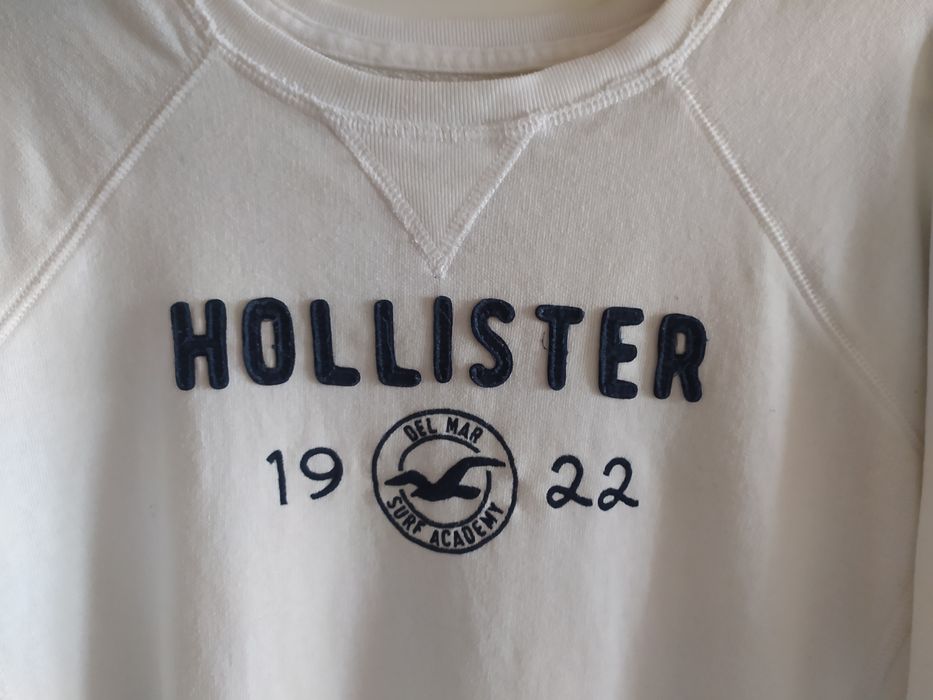 HOLLISTER
19 22
DEL MAR
SURF ACADEMY